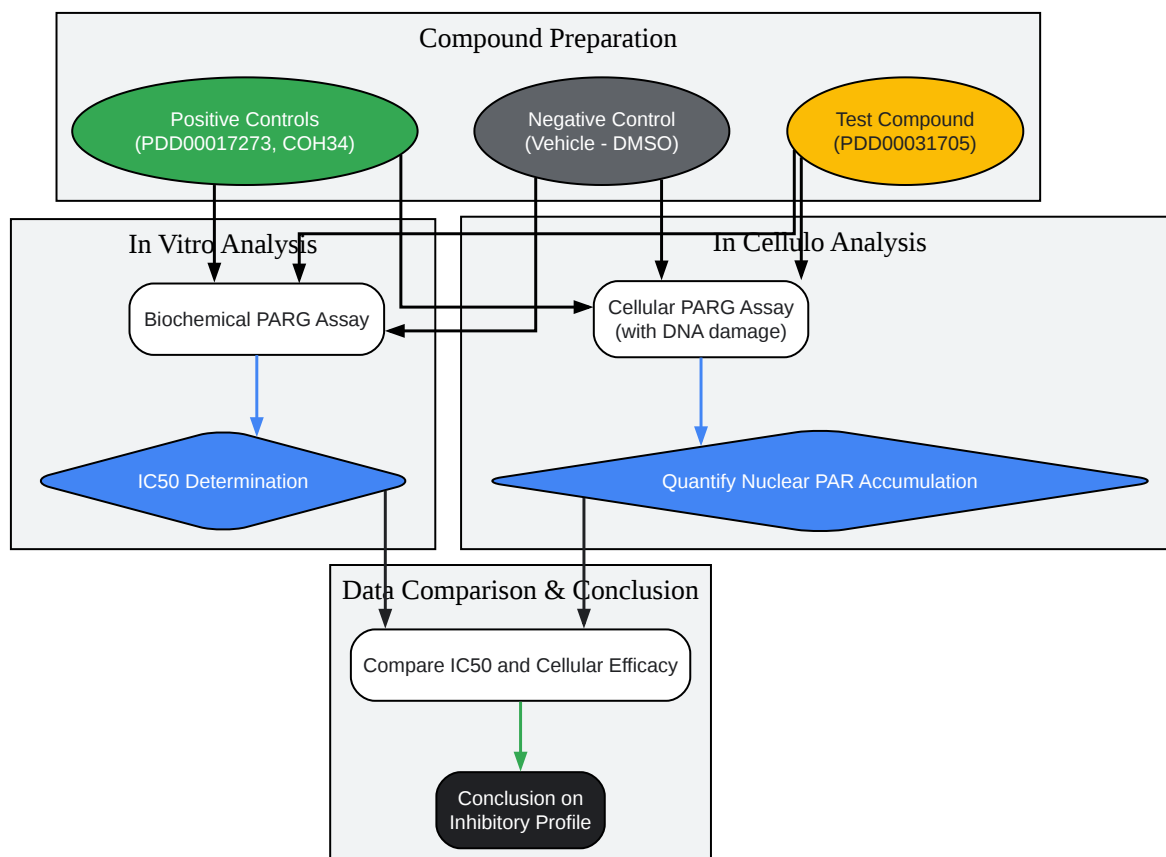 Compound Preparation
Positive Controls
(PDD00017273, COH34)
Negative Control
(Vehicle - DMSO)
Test Compound
(PDD00031705)
In Vitro Analysis
In Cellulo Analysis
Biochemical PARG Assay
Cellular PARG Assay
(with DNA damage)
IC50 Determination
Quantify Nuclear PAR Accumulation
Data Comparison & Conclusion
Compare IC50 and Cellular Efficacy
Conclusion on
Inhibitory Profile